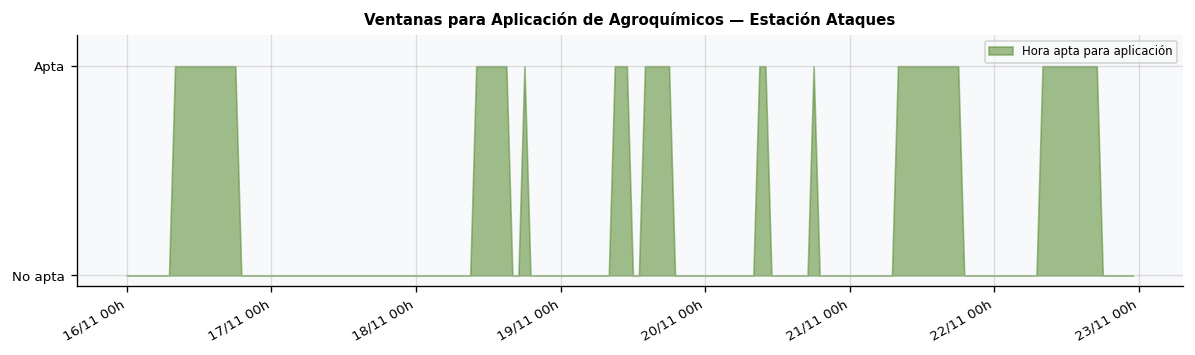 Ventanas para Aplicación de Agroquímicos — Estación Ataques
Hora apta para aplicación
Apta
No apta
16/11 00h
17/11 00h
18/11 00h
19/11 00h
20/11 00h
21/11 00h
22/11 00h
23/11 00h